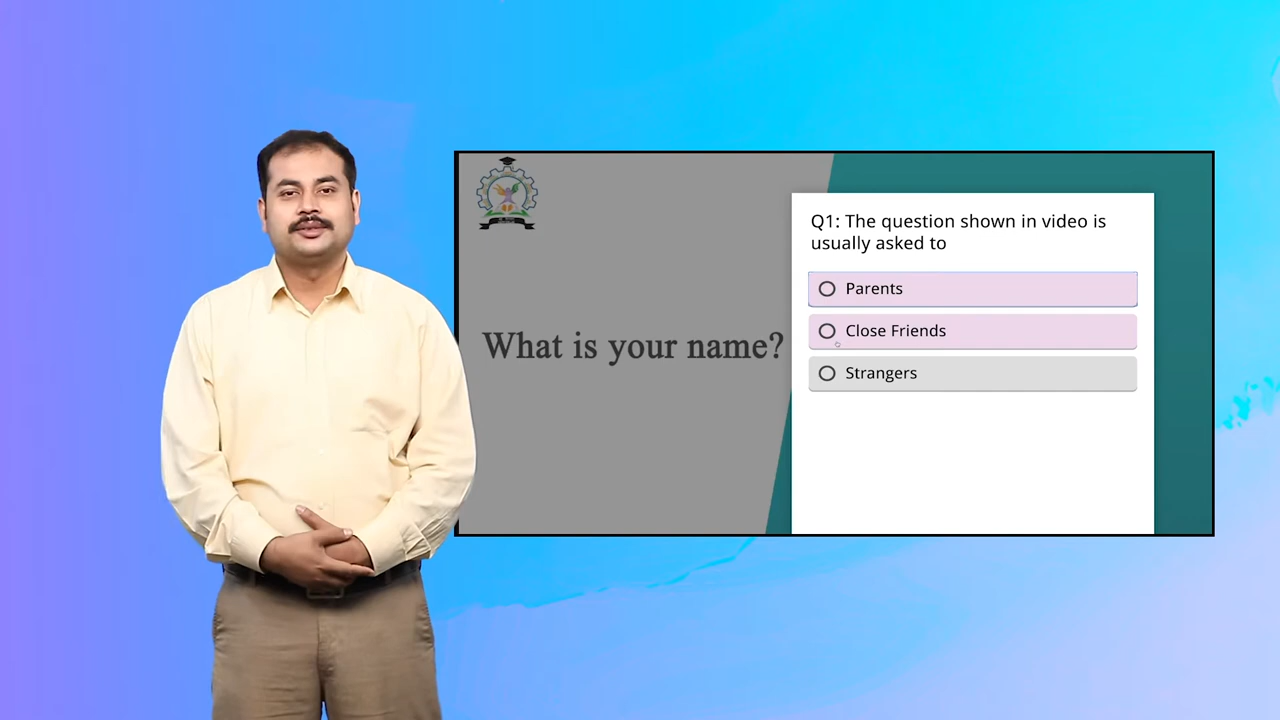 What is your name?
Q1: The question shown in video is
usually asked to
Parents
Close Friends
Strangers